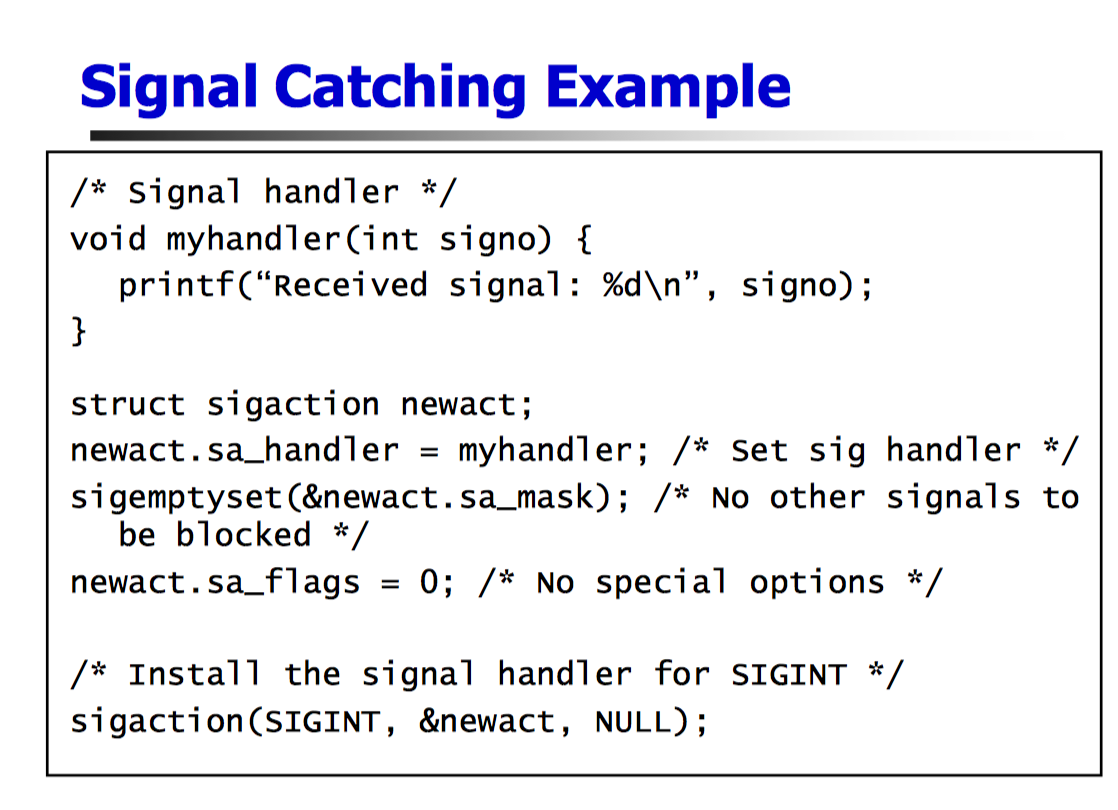 Signal Catching Example
/* Signal handler */
void myhandler(int signo) {
printf(“Received signal: %d\n”, signo);
}
struct sigaction newact;
newact.sa_handler = myhandler; /* Set sig handler */
sigemptyset(&newact.sa_mask); /* No other signals to
be blocked */
newact.sa_flags = 0; /* No special options */
/* Install the signal handler for SIGINT */
sigaction(SIGINT, &newact, NULL);